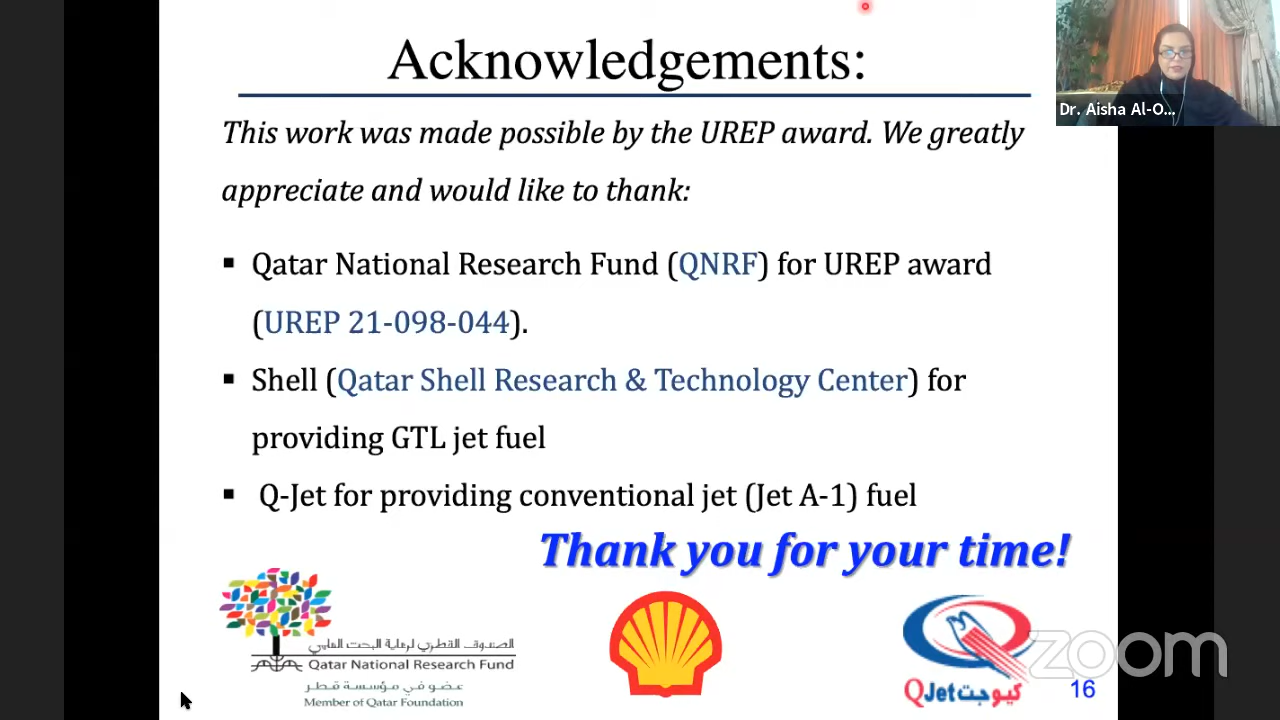 Acknowledgements:
Dr. Aisha Al-O...
This work was made possible by the UREP award. We greatly
appreciate and would like to thank:
▪ Qatar National Research Fund (QNRF) for UREP award
(UREP 21-098-044).
▪ Shell (Qatar Shell Research & Technology Center) for
providing GTL jet fuel
▪ Q-Jet for providing conventional jet (Jet A-1) fuel
Thank you for your time!
الصندوق القطري لرعاية البحث العلمي
Qatar National Research Fund
عضو في مؤسسة قطر
Member of Qatar Foundation
QJet كيوجت
zoom
16